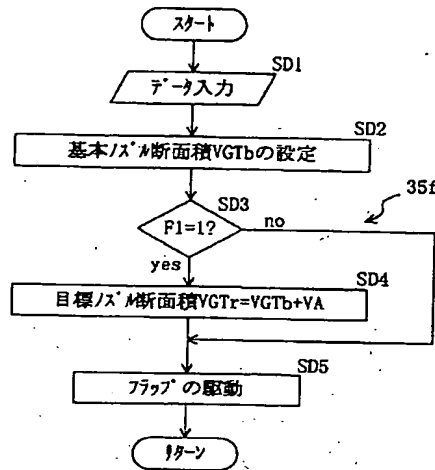 スタート
SD1
データ入力
SD2
基本ノズル断面積VGTbの設定
SD3
35f
F1=1?
no
yes
SD4
目標ノズル断面積VGTr=VGTb+VA
SD5
フラップの駆動
リターン